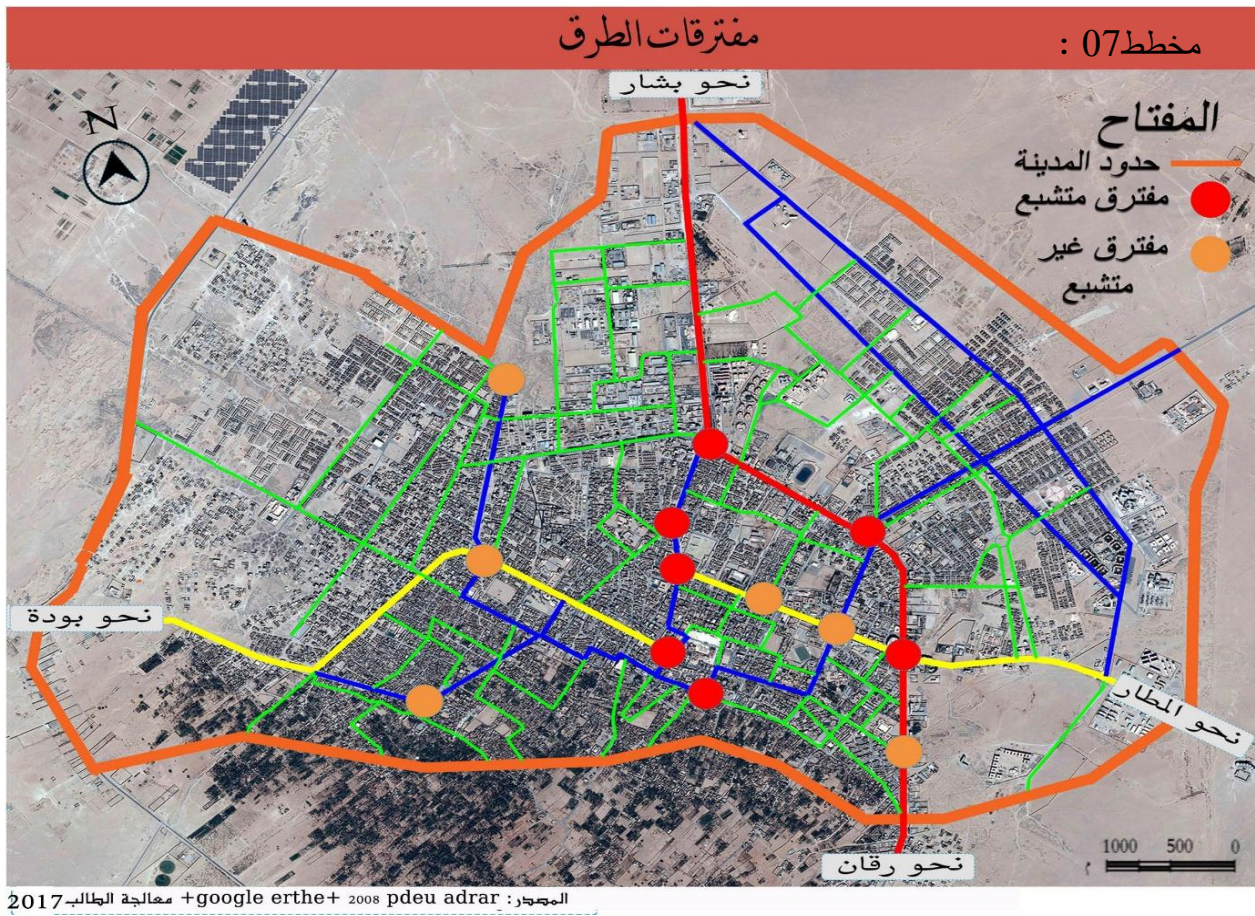 مخطط07 :
مفترقات الطرق
نحو بشار
N
المفتاح
حدود المدينة
مفترق متشبع
مفترق غير
متشبع
نحو بودة
نحو المطار
نحو رقان
1000 500 0
م
المصدر: google erthe+ 2008 pdeu adrar+ معالجة الطالب2017